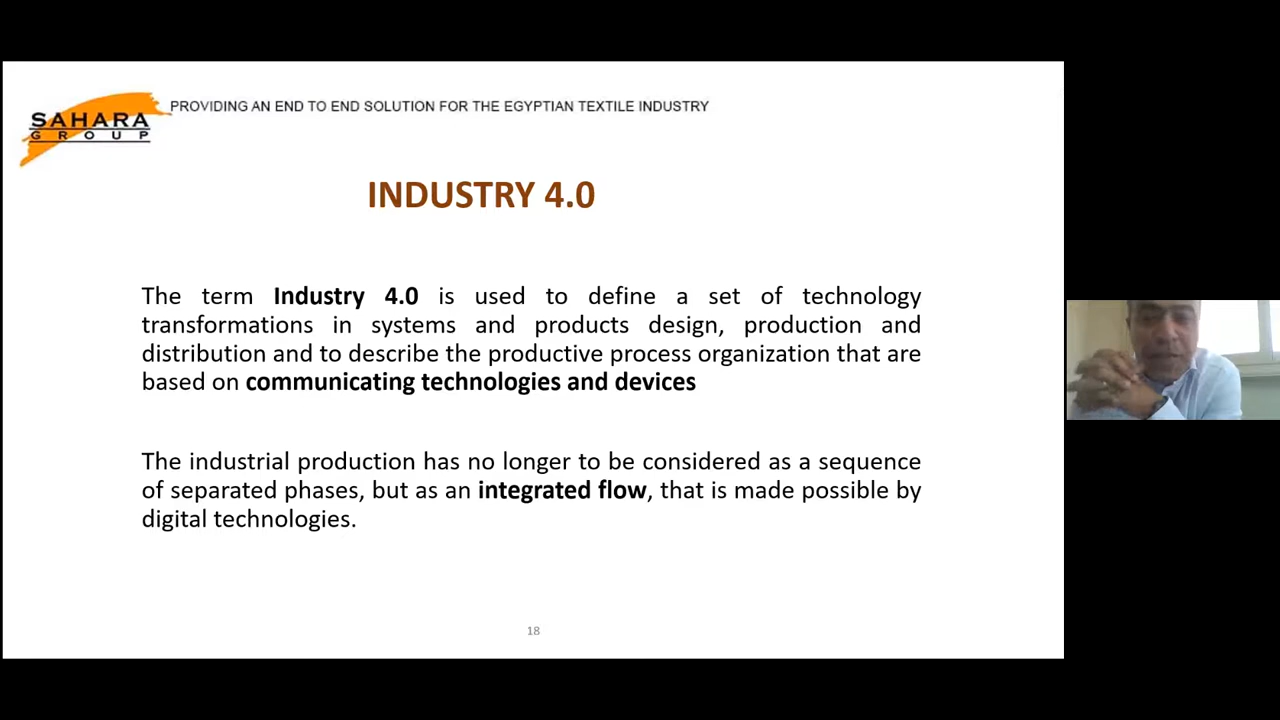 SAHARA
GROUP
PROVIDING AN END TO END SOLUTION FOR THE EGYPTIAN TEXTILE INDUSTRY
INDUSTRY 4.0
The term Industry 4.0 is used to define a set of technology
transformations in systems and products design, production and
distribution and to describe the productive process organization that are
based on communicating technologies and devices
The industrial production has no longer to be considered as a sequence
of separated phases, but as an integrated flow, that is made possible by
digital technologies.
18